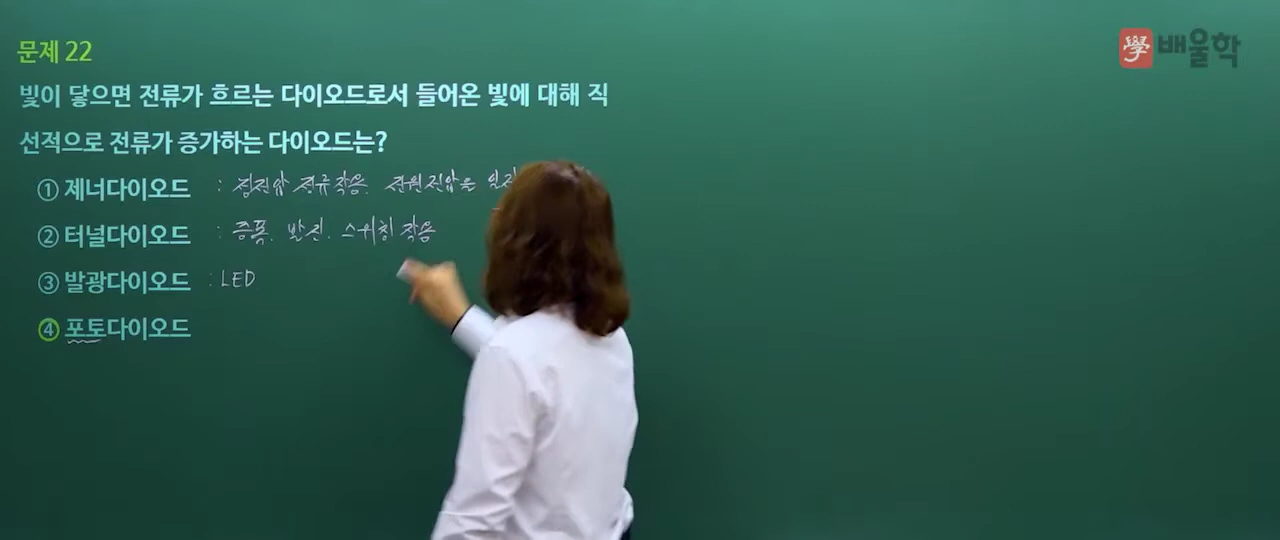 문제 22
學 배울학
빛이 닿으면 전류가 흐르는 다이오드로서 들어온 빛에 대해 직
선적으로 전류가 증가하는 다이오드는?
① 제너다이오드 : 정전압 정류작용. 전원전압을
② 터널다이오드 : 증폭. 발진. 스위칭 작용
③ 발광다이오드 : LED
④ 포토다이오드